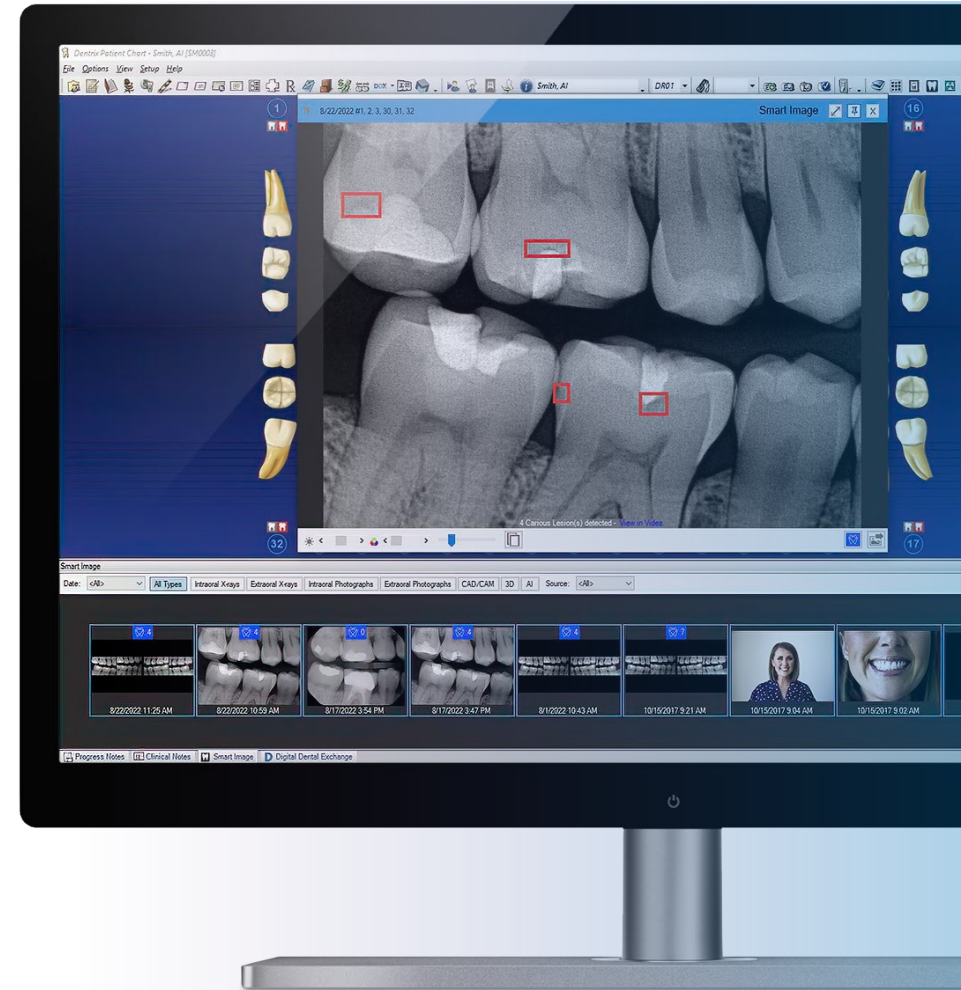 Dentrix Patient Chart - Smith, Al [SM0003]
File Options View Setup Help
DCM Smith, Al DR01
1 8/22/2022 #1, 2, 3, 30, 31, 32 Smart Image X 16
4 Carious Lesion(s) detected - View in Video
32 17
Smart Image
Date: <All> All Types Intraoral X-rays Extraoral X-rays Intraoral Photographs Extraoral Photographs CAD/CAM 3D AI Source: <All>
4 4 0 4 4 7
8/22/2022 11:25 AM 8/22/2022 10:59 AM 8/17/2022 3:54 PM 8/17/2022 3:47 PM 8/1/2022 10:43 AM 10/15/2017 9:21 AM 10/15/2017 9:04 AM 10/15/2017 9:02 AM
Progress Notes Clinical Notes Smart Image D Digital Dental Exchange